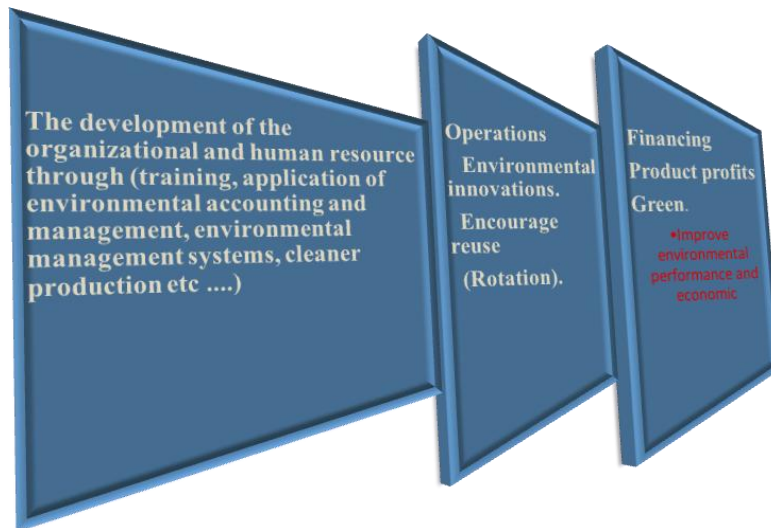 The development of the
organizational and human resource
through (training, application of
environmental accounting and
management, environmental
management systems, cleaner
production etc ....)
Operations
Environmental
innovations.
Encourage
reuse
(Rotation).
Financing
Product profits
Green.
•Improve
environmental
performance and
economic